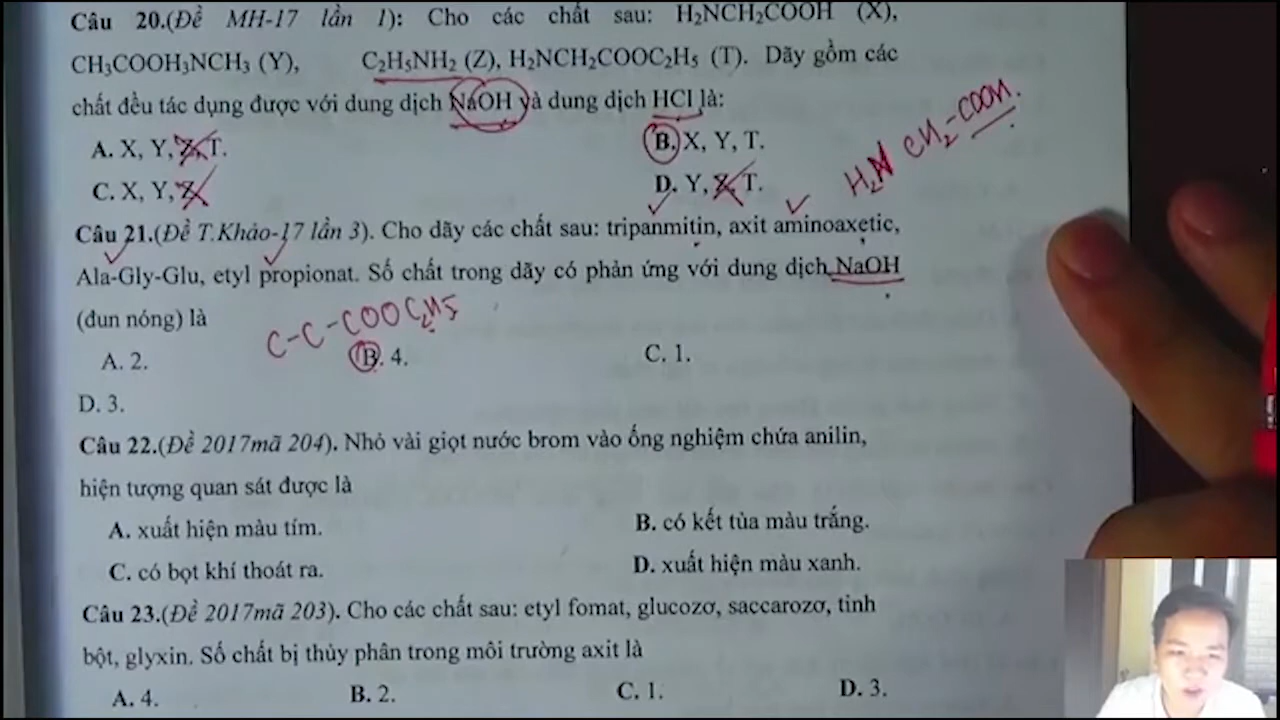 Câu 20.(Đề MH-17 lần 1): Cho các chất sau: H₂NCH₂COOH (X),
CH₃COOH₃NCH₃ (Y), C₂H₅NH₂ (Z), H₂NCH₂COOC₂H₅ (T). Dãy gồm các
chất đều tác dụng được với dung dịch NaOH và dung dịch HCl là:
A. X, Y, Z, T. B. X, Y, T.
C. X, Y, Z. D. Y, Z, T.
H₂N CH₂-COOH.
Câu 21.(Đề T.Khảo-17 lần 3). Cho dãy các chất sau: tripanmitin, axit aminoaxetic,
Ala-Gly-Glu, etyl propionat. Số chất trong dãy có phản ứng với dung dịch NaOH
(đun nóng) là
C-C-COOC₂H₅
A. 2. B. 4. C. 1.
D. 3.
Câu 22.(Đề 2017mã 204). Nhỏ vài giọt nước brom vào ống nghiệm chứa anilin,
hiện tượng quan sát được là
A. xuất hiện màu tím. B. có kết tủa màu trắng.
C. có bọt khí thoát ra. D. xuất hiện màu xanh.
Câu 23.(Đề 2017mã 203). Cho các chất sau: etyl fomat, glucozơ, saccarozơ, tinh
bột, glyxin. Số chất bị thủy phân trong môi trường axit là
A. 4. B. 2. C. 1. D. 3.